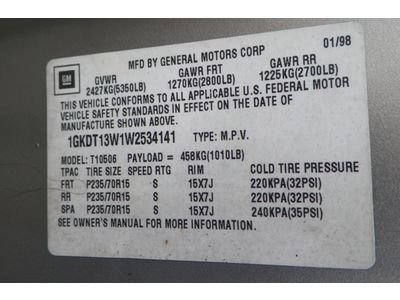 MFD BY GENERAL MOTORS CORP 01/98
GM
GVWR GAWR FRT GAWR RR
2427KG(5350LB) 1270KG(2800LB) 1225KG(2700LB)
THIS VEHICLE CONFORMS TO ALL APPLICABLE U.S. FEDERAL MOTOR
VEHICLE SAFETY STANDARDS IN EFFECT ON THE DATE OF
MANUFACTURE SHOWN ABOVE.
1GKDT13W1W2534141 TYPE: M.P.V.
MODEL: T10506 PAYLOAD = 458KG(1010LB)
TPAC TIRE SIZE SPEED RTG RIM COLD TIRE PRESSURE
FRT P235/70R15 S 15X7J 220KPA(32PSI)
RR P235/70R15 S 15X7J 220KPA(32PSI)
SPA P235/70R15 S 15X7J 240KPA(35PSI)
SEE OWNER'S MANUAL FOR MORE INFORMATION.